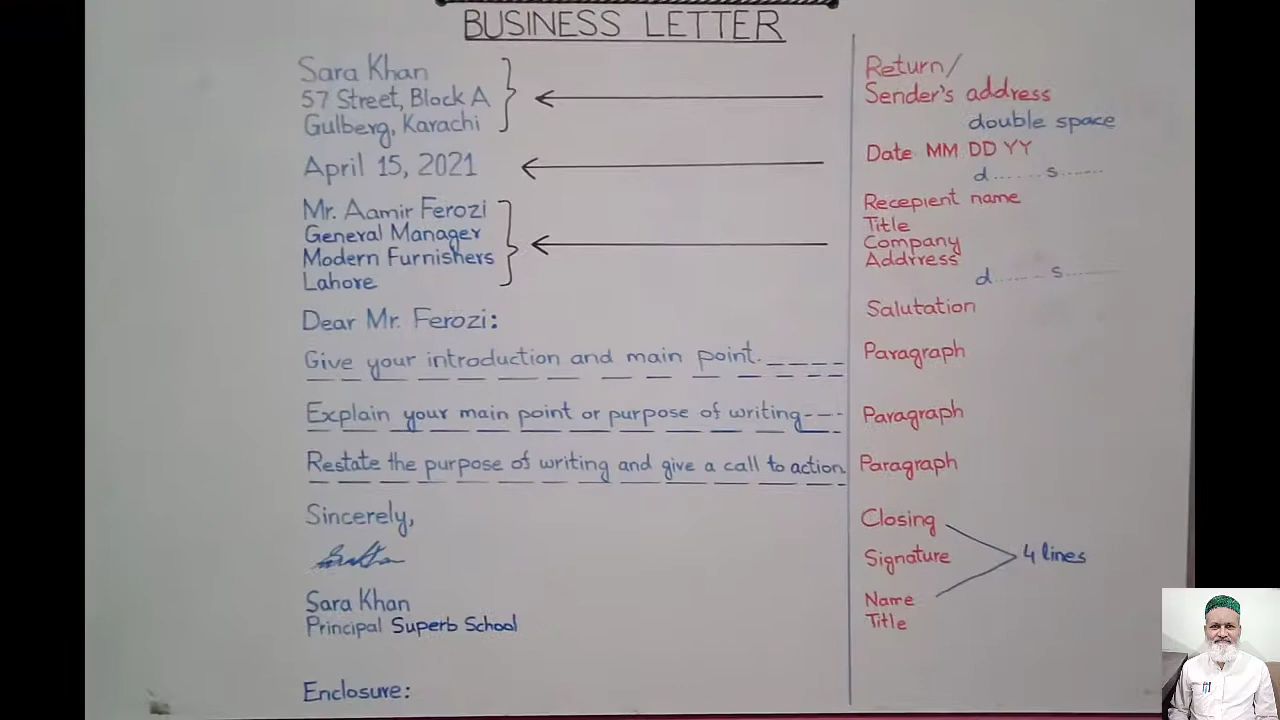 BUSINESS LETTER
Sara Khan
57 Street, Block A
Gulberg, Karachi
April 15, 2021
Mr. Aamir Ferozi
General Manager
Modern Furnishers
Lahore
Dear Mr. Ferozi:
Give your introduction and main point.
Explain your main point or purpose of writing
Restate the purpose of writing and give a call to action
Sincerely,
Sara Khan
Principal Superb School
Enclosure:
Return/
Sender's address
double space
Date MM DD YY
d......s......
Recepient name
Title
Company
Addrress
d......s......
Salutation
Paragraph
Paragraph
Paragraph
Closing
Signature
4 lines
Name
Title